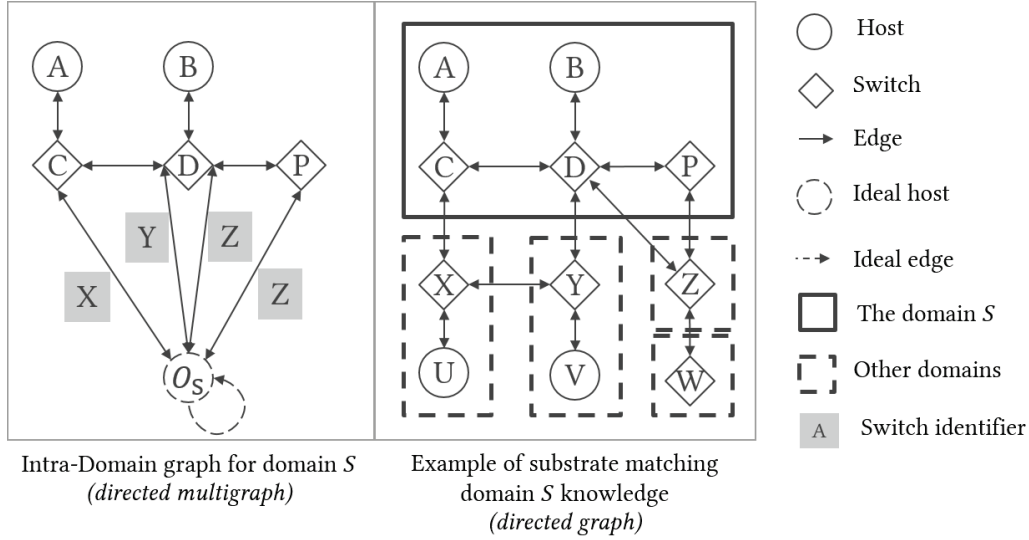 A B
C D P
Y Z
X Z
O_S
Intra-Domain graph for domain S
(directed multigraph)
A B
C D P
X Y Z
U V W
Example of substrate matching
domain S knowledge
(directed graph)
Host
Switch
Edge
Ideal host
Ideal edge
The domain S
Other domains
A Switch identifier